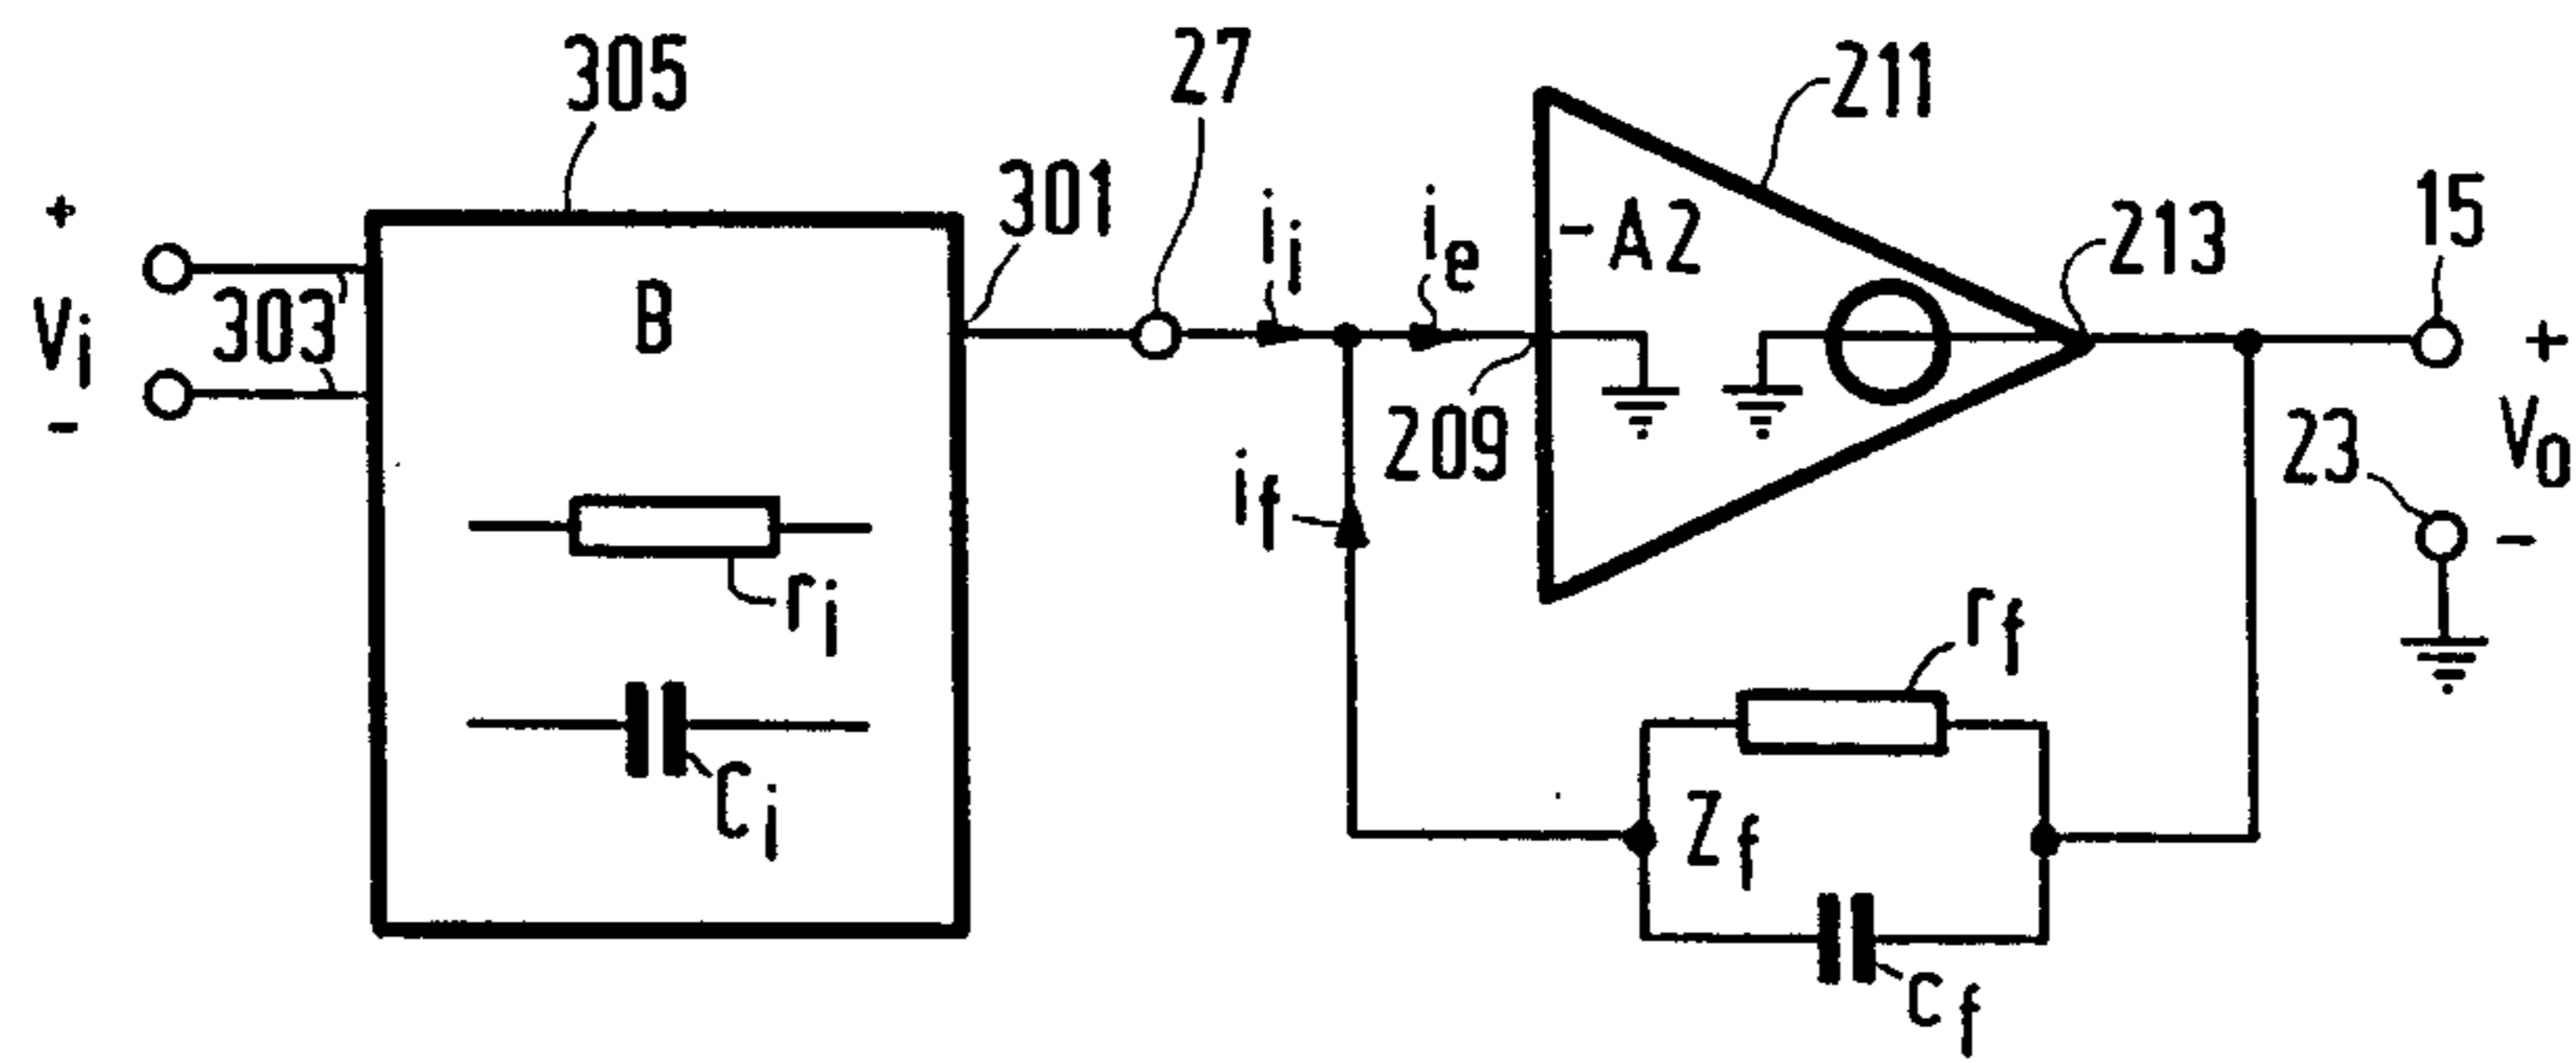 305
27
211
301
15
213
+
i_i
i_e
-A2
B
303
V_i
-
209
+
23
V_o
-
i_f
r_i
r_f
C_i
Z_f
C_f